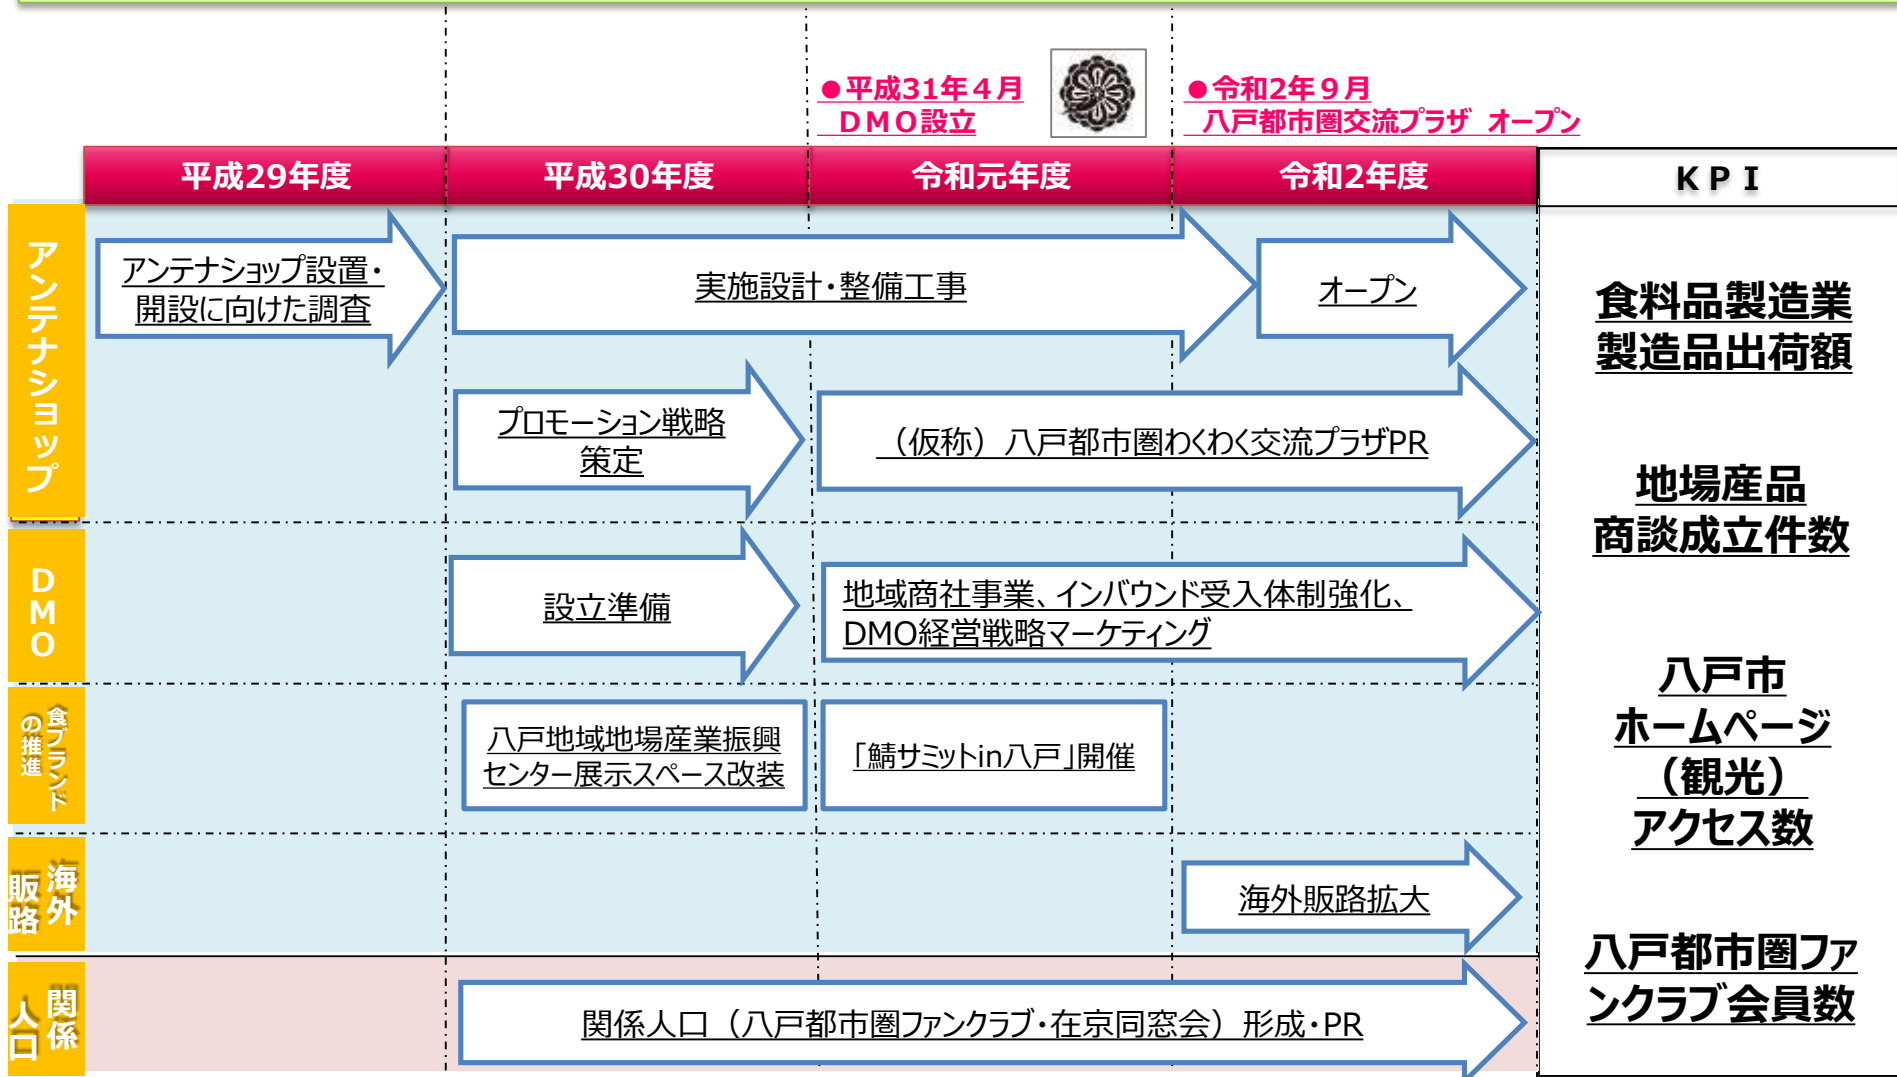 ●平成31年4月
DMO設立
●令和2年9月
八戸都市圏交流プラザ オープン
平成29年度
平成30年度
令和元年度
令和2年度
KPI
アンテナショップ
アンテナショップ設置・
開設に向けた調査
実施設計・整備工事
オープン
プロモーション戦略
策定
（仮称）八戸都市圏わくわく交流プラザPR
DMO
設立準備
地域商社事業、インバウンド受入体制強化、
DMO経営戦略マーケティング
食ブランド
の推進
八戸地域地場産業振興
センター展示スペース改装
「鯖サミットin八戸」開催
海外
販路
海外販路拡大
関係
人口
関係人口（八戸都市圏ファンクラブ・在京同窓会）形成・PR
食料品製造業
製造品出荷額
地場産品
商談成立件数
八戸市
ホームページ
（観光）
アクセス数
八戸都市圏ファ
ンクラブ会員数